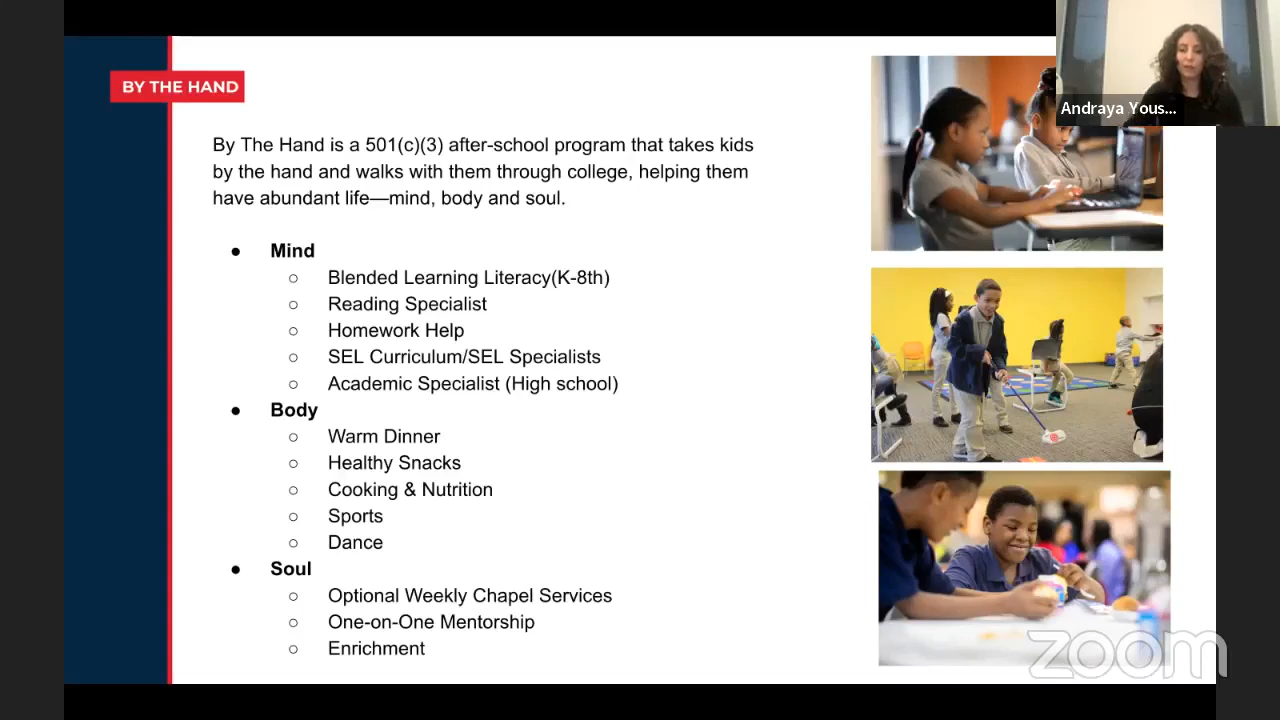 BY THE HAND
By The Hand is a 501(c)(3) after-school program that takes kids
by the hand and walks with them through college, helping them
have abundant life—mind, body and soul.
● Mind
○ Blended Learning Literacy(K-8th)
○ Reading Specialist
○ Homework Help
○ SEL Curriculum/SEL Specialists
○ Academic Specialist (High school)
● Body
○ Warm Dinner
○ Healthy Snacks
○ Cooking & Nutrition
○ Sports
○ Dance
● Soul
○ Optional Weekly Chapel Services
○ One-on-One Mentorship
○ Enrichment
Andraya Yous...
zoom